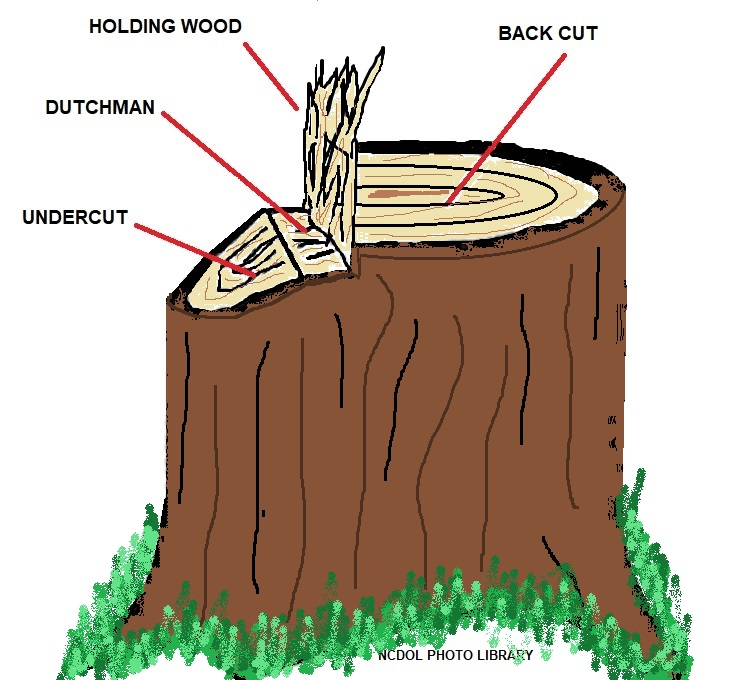 HOLDING WOOD
BACK CUT
DUTCHMAN
UNDERCUT
NCDOL PHOTO LIBRARY